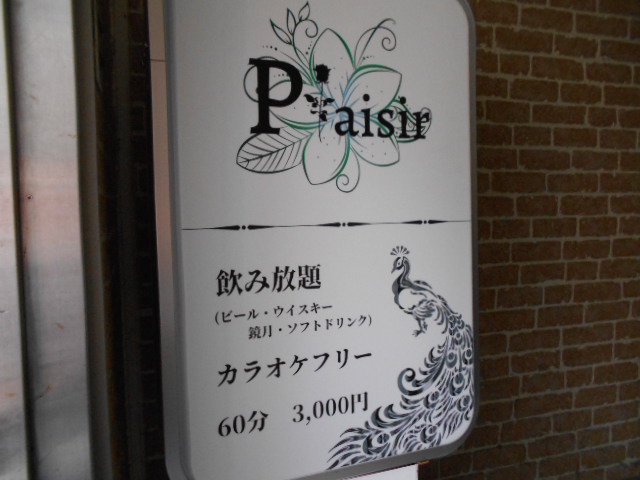 Plaisir
飲み放題
(ビール・ウイスキー
鏡月・ソフトドリンク)
カラオケフリー
60分 3,000円